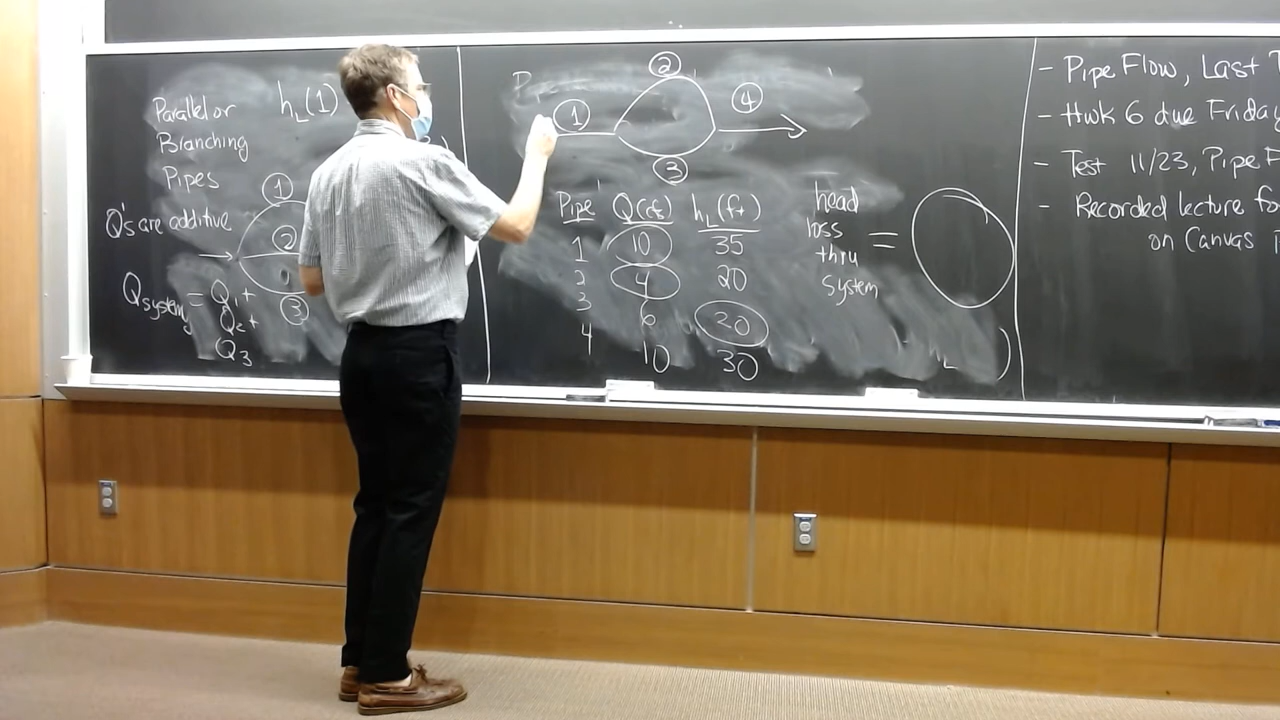 Parallel or
Branching
Pipes
h_L(1)
Q's are additive
1
2
3
Qsystem = Q1 +
Q2 +
Q3
P
1
2
3
4
Pipe Q(cfs) h_L(ft)
1 10 35
2 4 20
3 6 20
4 10 30
head
loss
thru
system
=
L )
- Pipe Flow, Last
- Hwk 6 due Friday
- Test 11/23, Pipe F
- Recorded lecture fo
on Canvas